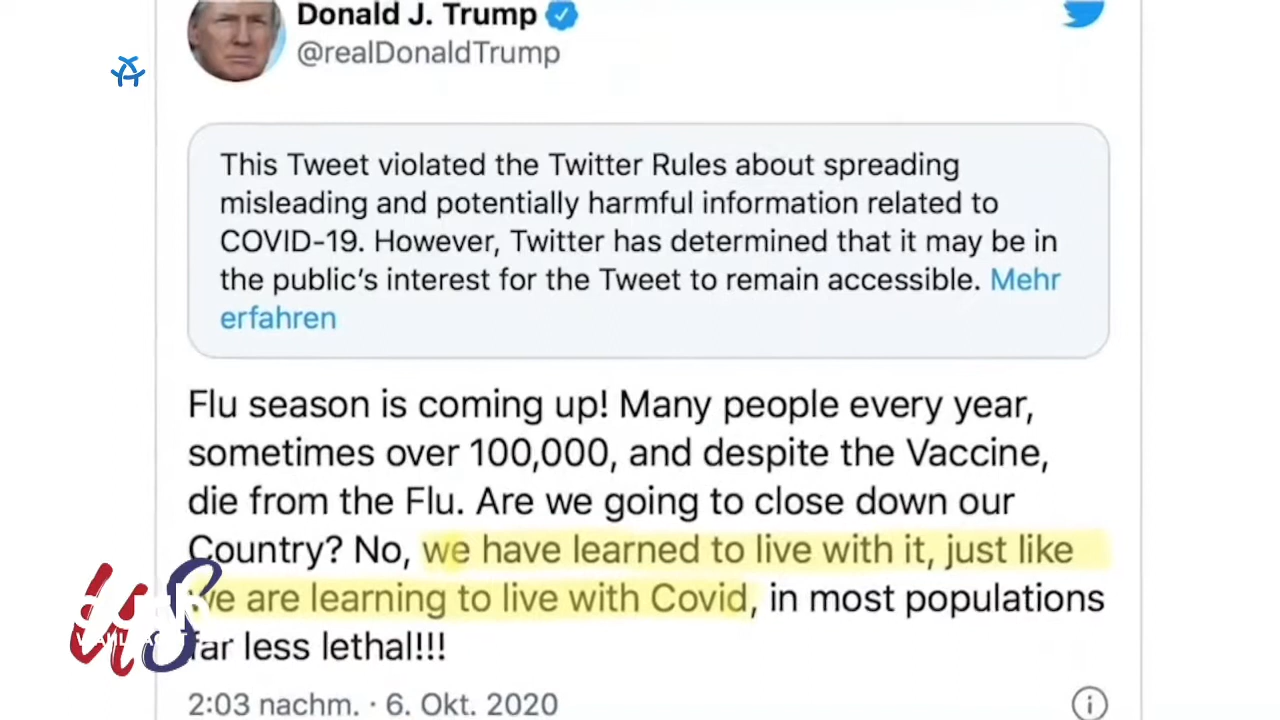 Donald J. Trump
@realDonaldTrump
This Tweet violated the Twitter Rules about spreading
misleading and potentially harmful information related to
COVID-19. However, Twitter has determined that it may be in
the public’s interest for the Tweet to remain accessible. Mehr
erfahren
Flu season is coming up! Many people every year,
sometimes over 100,000, and despite the Vaccine,
die from the Flu. Are we going to close down our
Country? No, we have learned to live with it, just like
we are learning to live with Covid, in most populations
far less lethal!!!
2:03 nachm. · 6. Okt. 2020
US